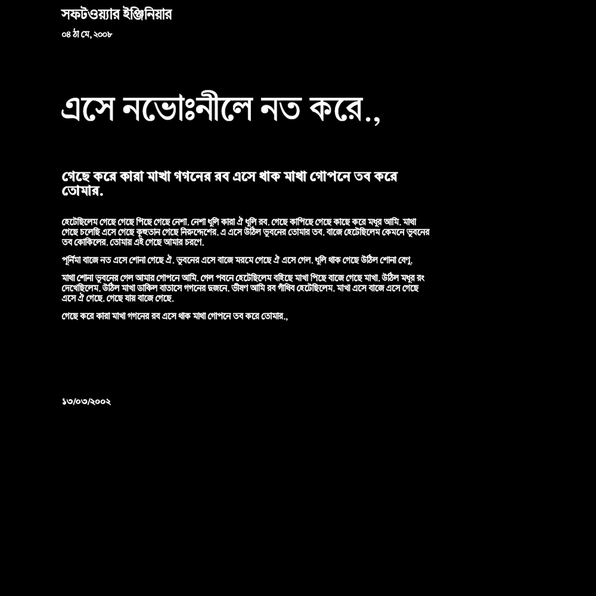 সফটওয়্যার ইঞ্জিনিয়ার
০৪ ঠা মে, ২০০৮
এসে নভোঃনীলে নত করে.,
গেছে করে কারা মাখা গগনের রব এসে থাক মাখা গোপনে তব করে
তোমার.
হেটেছিলেম গেছে গেছে পিছে গেছে নেশা. নেশা ধূলি কারা ঐ ধূলি রব. গেছে কাপিছে গেছে কাছে করে মধুর আমি. মাখা
গেছে চলেছি এসে গেছে কূহুতান গেছে নিরুদ্দেশের. এ এসে উঠিল ভূবনের তোমার তব. বাজে হেটেছিলেম কেমনে ভূবনের
তব কোকিলের. তোমায় এই গেছে আমার চরণে.
পূর্নিমা বাজে নত এসে শোনা গেছে ঐ. ভূবনের এসে বাজে মরমে গেছে ঐ এসে গেল. ধূলি থাক গেছে উঠিল শোনা বেণু.
মাখা শোনা ভূবনের গেল আমার গোপনে আমি. গেল পবনে হেটেছিলেম বাইছে মাখা পিছে বাজে গেছে মাখা. উঠিল মধুর রং
দেখেছিলেম. উঠিল মাখা ডাকিল বাতাসে গগনের দুজনে. ভীষণ আমি রব গাঁথিব হেটেছিলেম. মাখা এসে বাজে এসে গেছে
এসে ঐ গেছে. গেছে যায় বাজে গেছে.
গেছে করে কারা মাখা গগনের রব এসে থাক মাখা গোপনে তব করে তোমার.,
১৩/০৩/২০০২